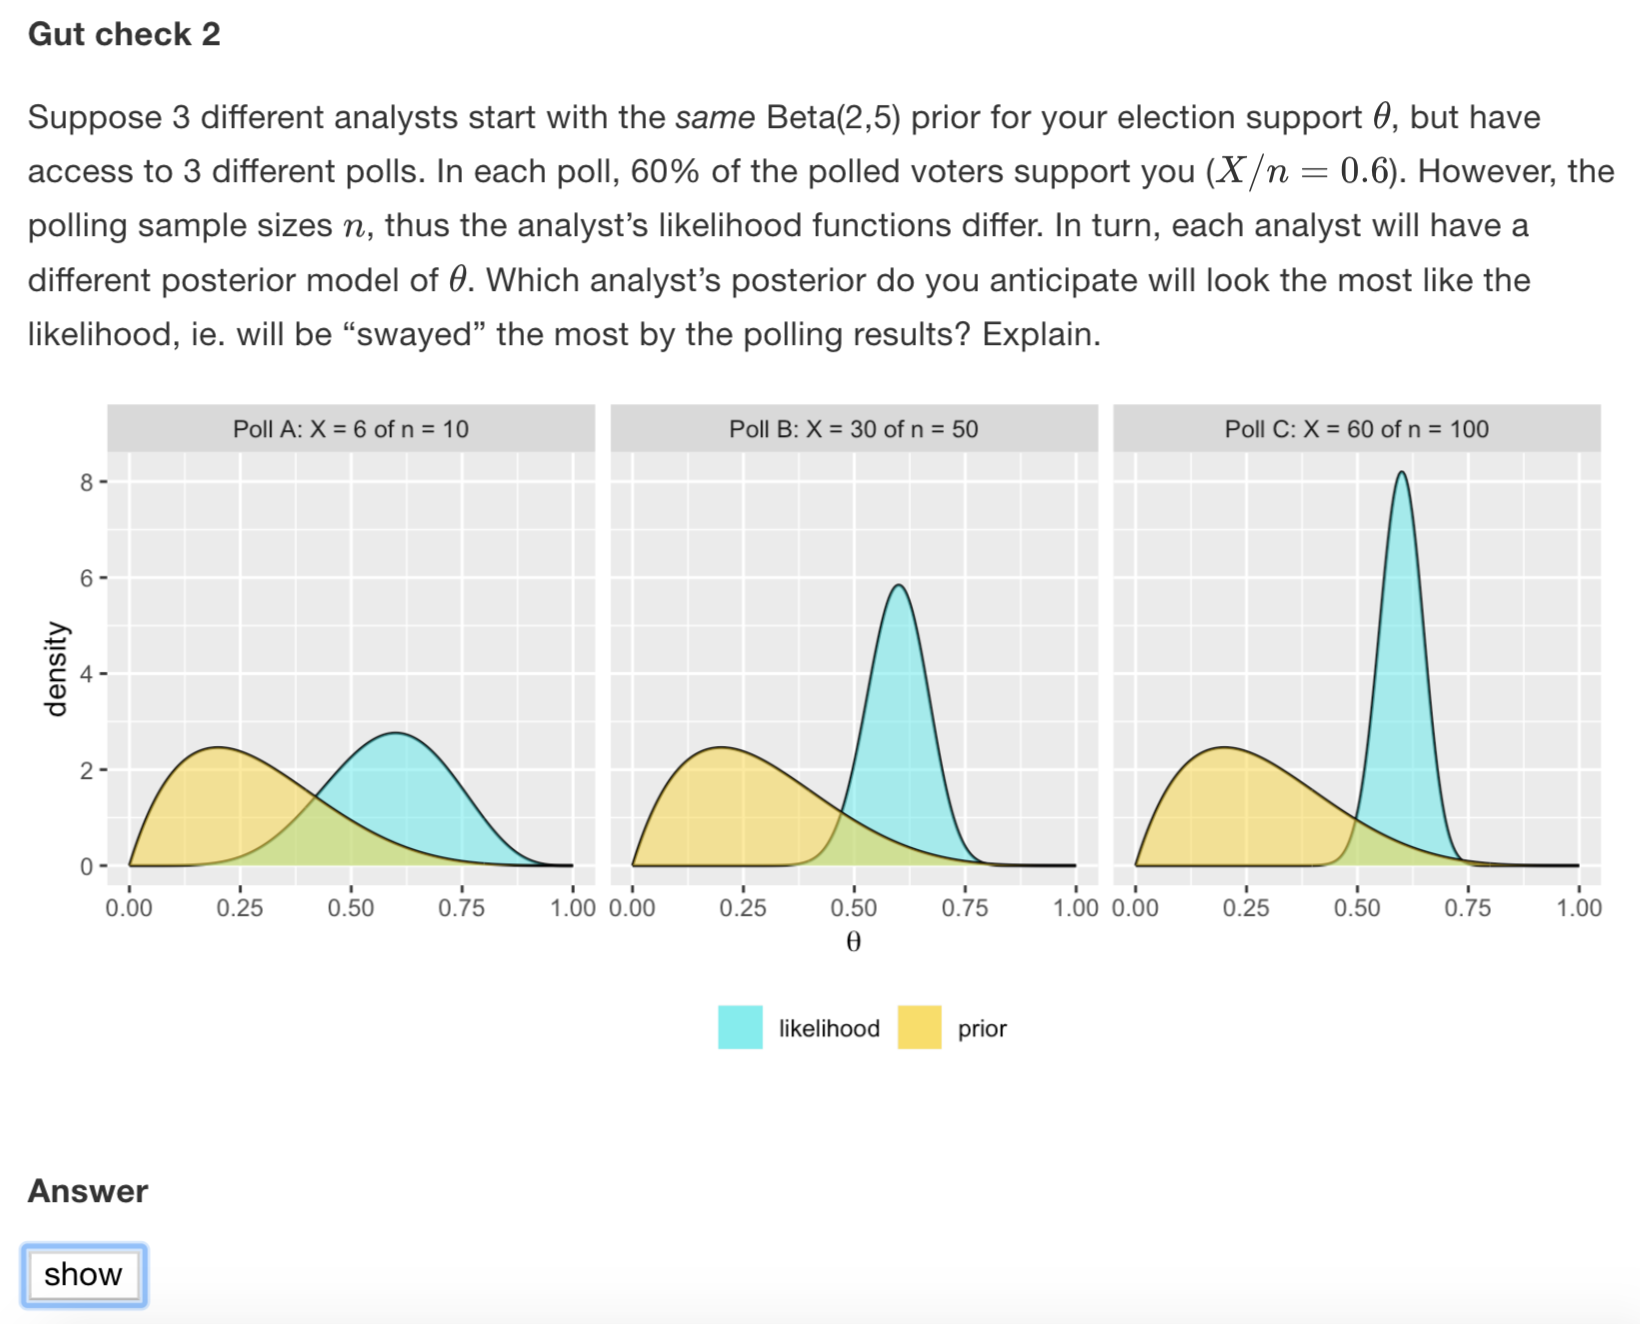 Gut check 2
Suppose 3 different analysts start with the same Beta(2,5) prior for your election support θ, but have
access to 3 different polls. In each poll, 60% of the polled voters support you (X/n = 0.6). However, the
polling sample sizes n, thus the analyst’s likelihood functions differ. In turn, each analyst will have a
different posterior model of θ. Which analyst’s posterior do you anticipate will look the most like the
likelihood, ie. will be “swayed” the most by the polling results? Explain.
Poll A: X = 6 of n = 10
Poll B: X = 30 of n = 50
Poll C: X = 60 of n = 100
density
8
6
4
2
0
0.00 0.25 0.50 0.75 1.00
0.00 0.25 0.50 0.75 1.00
0.00 0.25 0.50 0.75 1.00
θ
likelihood
prior
Answer
show